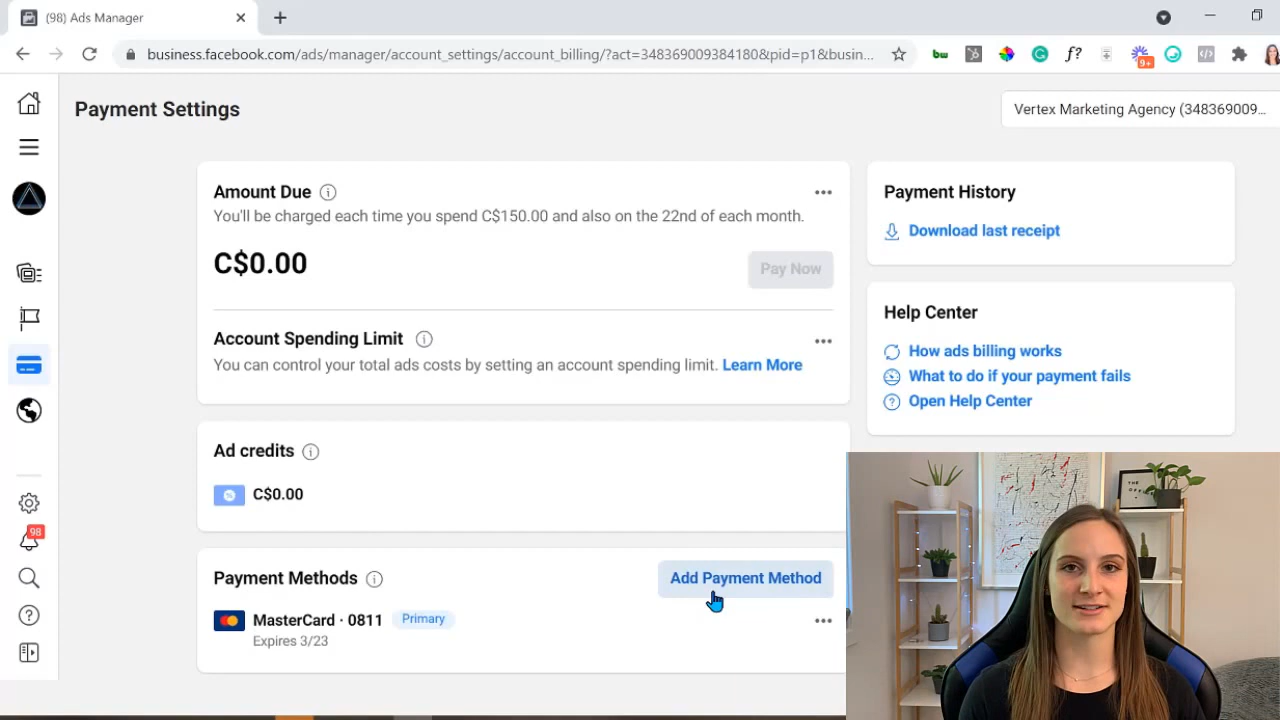 (98) Ads Manager
business.facebook.com/ads/manager/account_settings/account_billing/?act=348369009384180&pid=p1&busin...
9+
Payment Settings
Vertex Marketing Agency (348369009...
Amount Due
You'll be charged each time you spend C$150.00 and also on the 22nd of each month.
C$0.00
Pay Now
Account Spending Limit
You can control your total ads costs by setting an account spending limit. Learn More
Ad credits
C$0.00
Payment Methods
Add Payment Method
MasterCard · 0811 Primary
Expires 3/23
Payment History
Download last receipt
Help Center
How ads billing works
What to do if your payment fails
Open Help Center
98
THE OFF